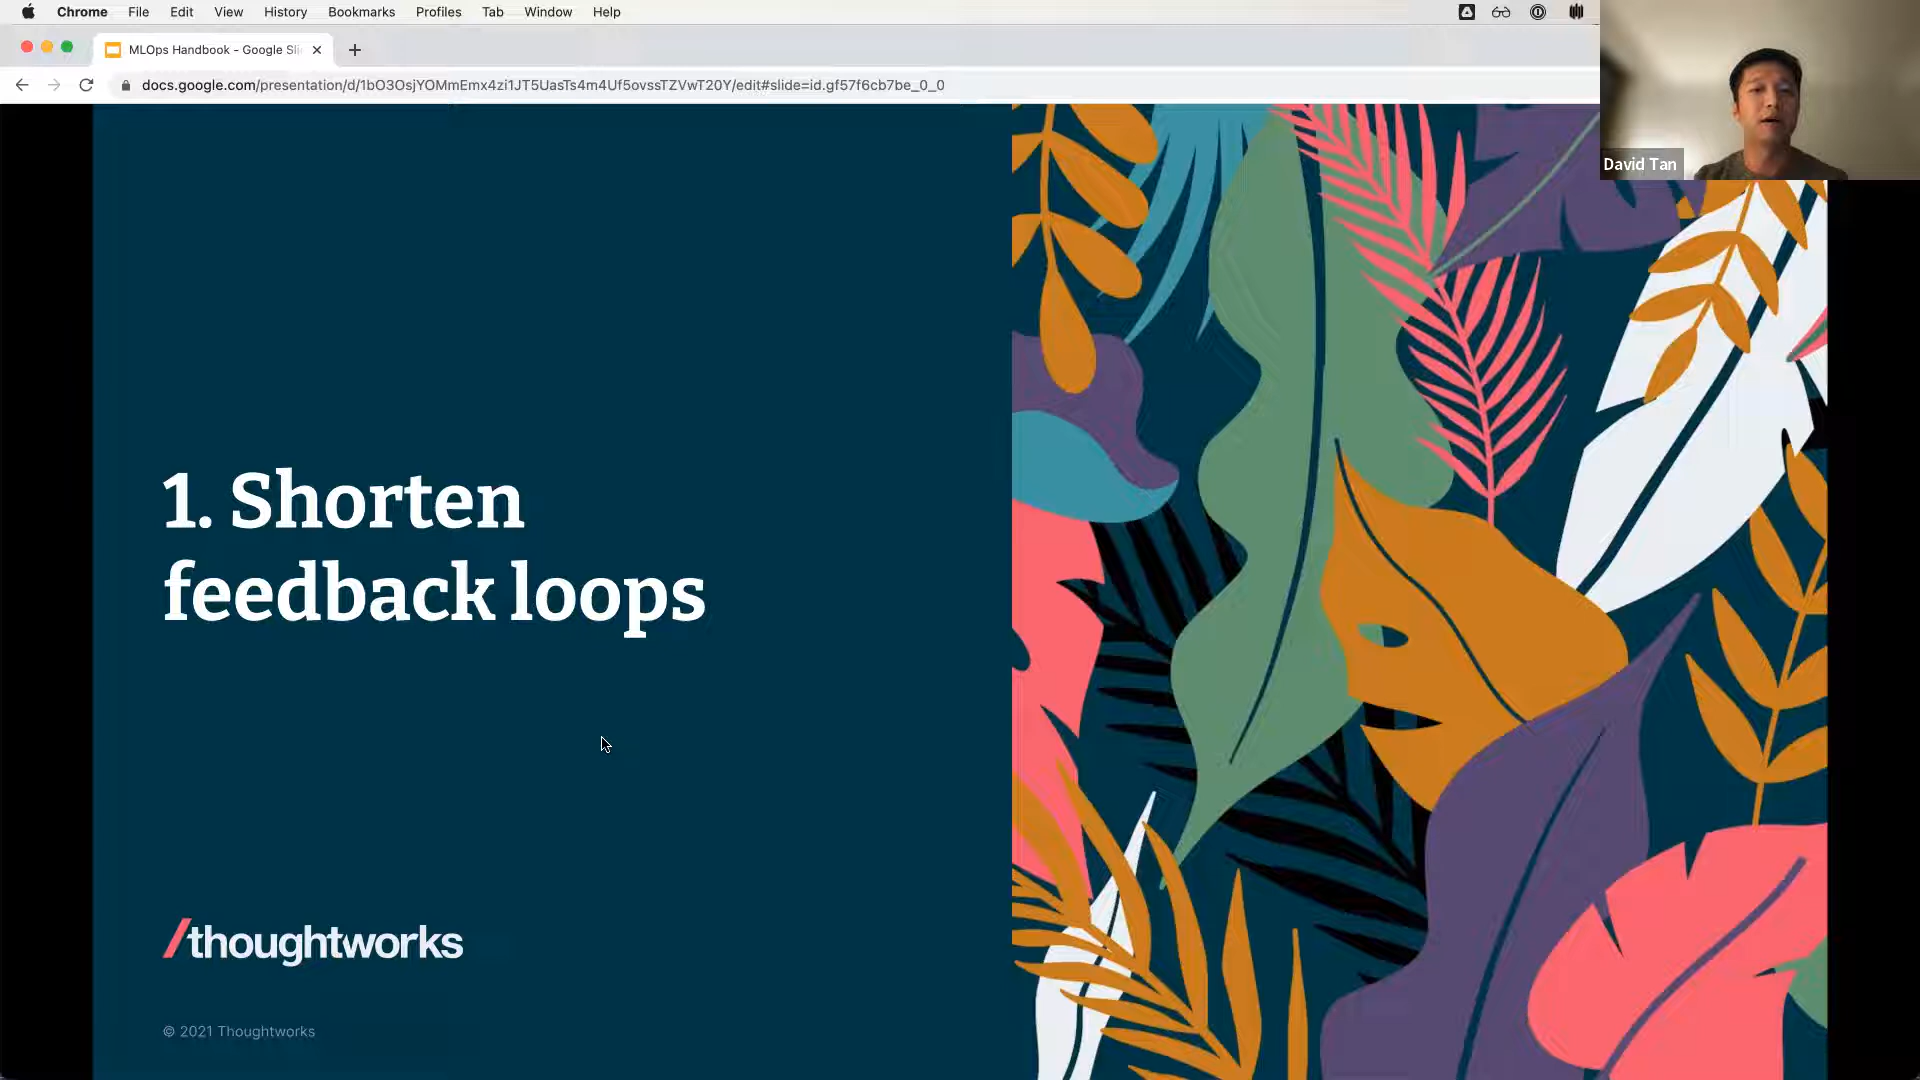 Chrome File Edit View History Bookmarks Profiles Tab Window Help
MLOps Handbook - Google Sli
docs.google.com/presentation/d/1bO3OsjYOMmEmx4zi1JT5UasTs4m4Uf5ovssTZVwT20Y/edit#slide=id.gf57f6cb7be_0_0
David Tan
1. Shorten
feedback loops
/thoughtworks
© 2021 Thoughtworks